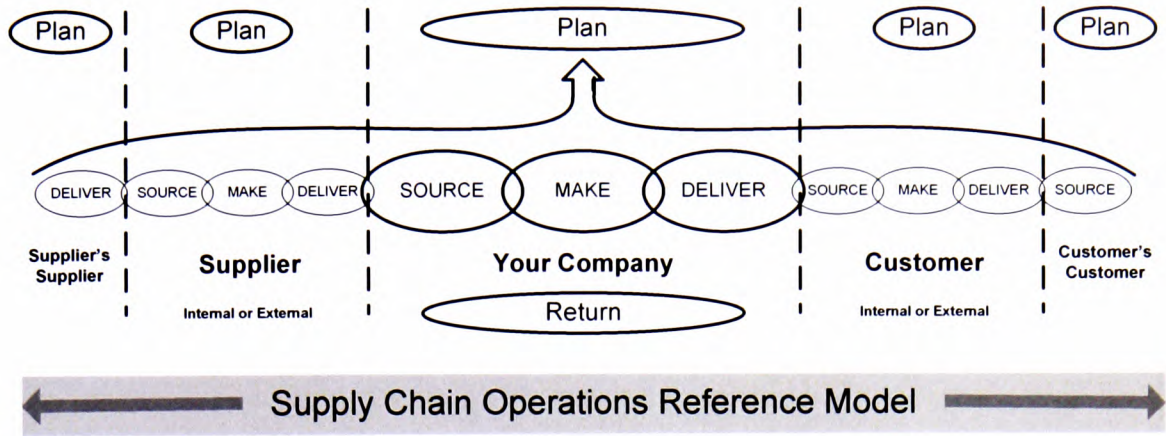 Plan Plan Plan Plan Plan
DELIVER SOURCE MAKE DELIVER SOURCE MAKE DELIVER SOURCE MAKE DELIVER SOURCE
Supplier's
Supplier
Supplier
Internal or External
Your Company
Return
Customer
Internal or External
Customer's
Customer
Supply Chain Operations Reference Model